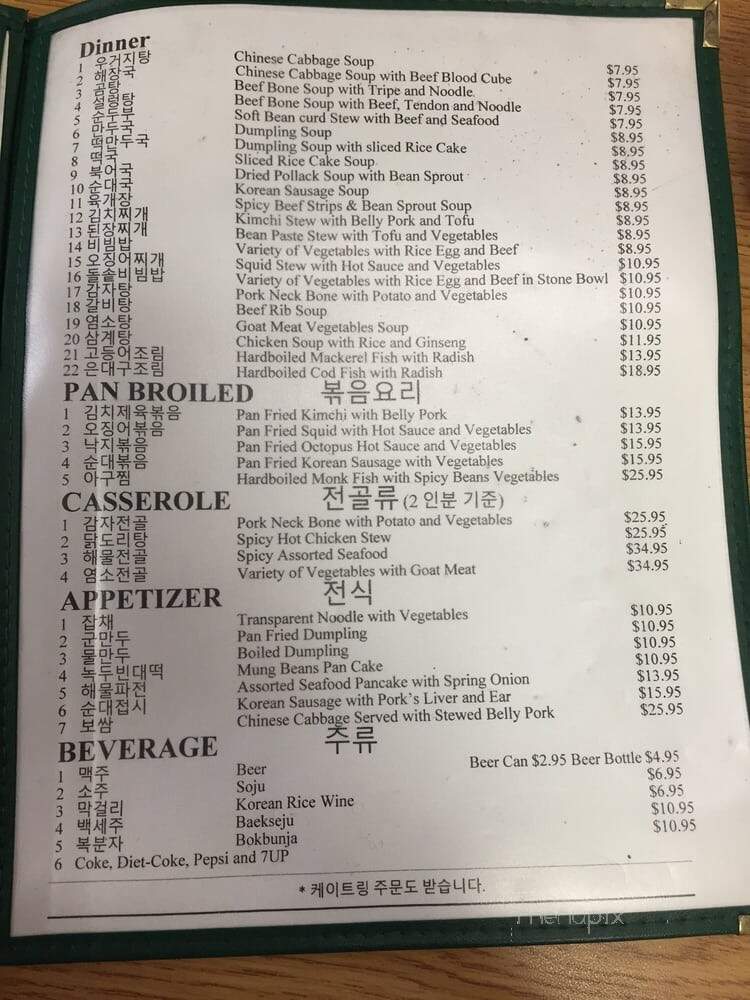 Dinner
1 우거지탕 Chinese Cabbage Soup $7.95
2 해장국 Chinese Cabbage Soup with Beef Blood Cube $7.95
3 곰탕 Beef Bone Soup with Tripe and Noodle $7.95
4 설렁탕 Beef Bone Soup with Beef, Tendon and Noodle $7.95
5 순두부 Soft Bean curd Stew with Beef and Seafood $7.95
6 만두국 Dumpling Soup $8.95
7 떡만두국 Dumpling Soup with sliced Rice Cake $8.95
8 떡국 Sliced Rice Cake Soup $8.95
9 북어국 Dried Pollack Soup with Bean Sprout $8.95
10 순대국 Korean Sausage Soup $8.95
11 육개장 Spicy Beef Strips & Bean Sprout Soup $8.95
12 김치찌개 Kimchi Stew with Belly Pork and Tofu $8.95
13 된장찌개 Bean Paste Stew with Tofu and Vegetables $8.95
14 비빔밥 Variety of Vegetables with Rice Egg and Beef $8.95
15 오징어찌개 Squid Stew with Hot Sauce and Vegetables $10.95
16 돌솥비빔밥 Variety of Vegetables with Rice Egg and Beef in Stone Bowl $10.95
17 감자탕 Pork Neck Bone with Potato and Vegetables $10.95
18 갈비탕 Beef Rib Soup $10.95
19 염소탕 Goat Meat Vegetables Soup $10.95
20 삼계탕 Chicken Soup with Rice and Ginseng $11.95
21 고등어조림 Hardboiled Mackerel Fish with Radish $13.95
22 은대구조림 Hardboiled Cod Fish with Radish $18.95
PAN BROILED 볶음요리
1 김치제육볶음 Pan Fried Kimchi with Belly Pork $13.95
2 오징어볶음 Pan Fried Squid with Hot Sauce and Vegetables $13.95
3 낙지볶음 Pan Fried Octopus Hot Sauce and Vegetables $15.95
4 순대볶음 Pan Fried Korean Sausage with Vegetables $15.95
5 아구찜 Hardboiled Monk Fish with Spicy Beans Vegetables $25.95
CASSEROLE 전골류 (2 인분 기준)
1 감자전골 Pork Neck Bone with Potato and Vegetables $25.95
2 닭도리탕 Spicy Hot Chicken Stew $25.95
3 해물전골 Spicy Assorted Seafood $34.95
4 염소전골 Variety of Vegetables with Goat Meat $34.95
APPETIZER 전식
1 잡채 Transparent Noodle with Vegetables $10.95
2 군만두 Pan Fried Dumpling $10.95
3 물만두 Boiled Dumpling $10.95
4 녹두빈대떡 Mung Beans Pan Cake $10.95
5 해물파전 Assorted Seafood Pancake with Spring Onion $13.95
6 순대접시 Korean Sausage with Pork's Liver and Ear $15.95
7 보쌈 Chinese Cabbage Served with Stewed Belly Pork $25.95
BEVERAGE 주류
1 맥주 Beer Beer Can $2.95 Beer Bottle $4.95
2 소주 Soju $6.95
3 막걸리 Korean Rice Wine $6.95
4 백세주 Baekseju $10.95
5 복분자 Bokbunja $10.95
6 Coke, Diet-Coke, Pepsi and 7UP
* 케이트링 주문도 받습니다.
menupix